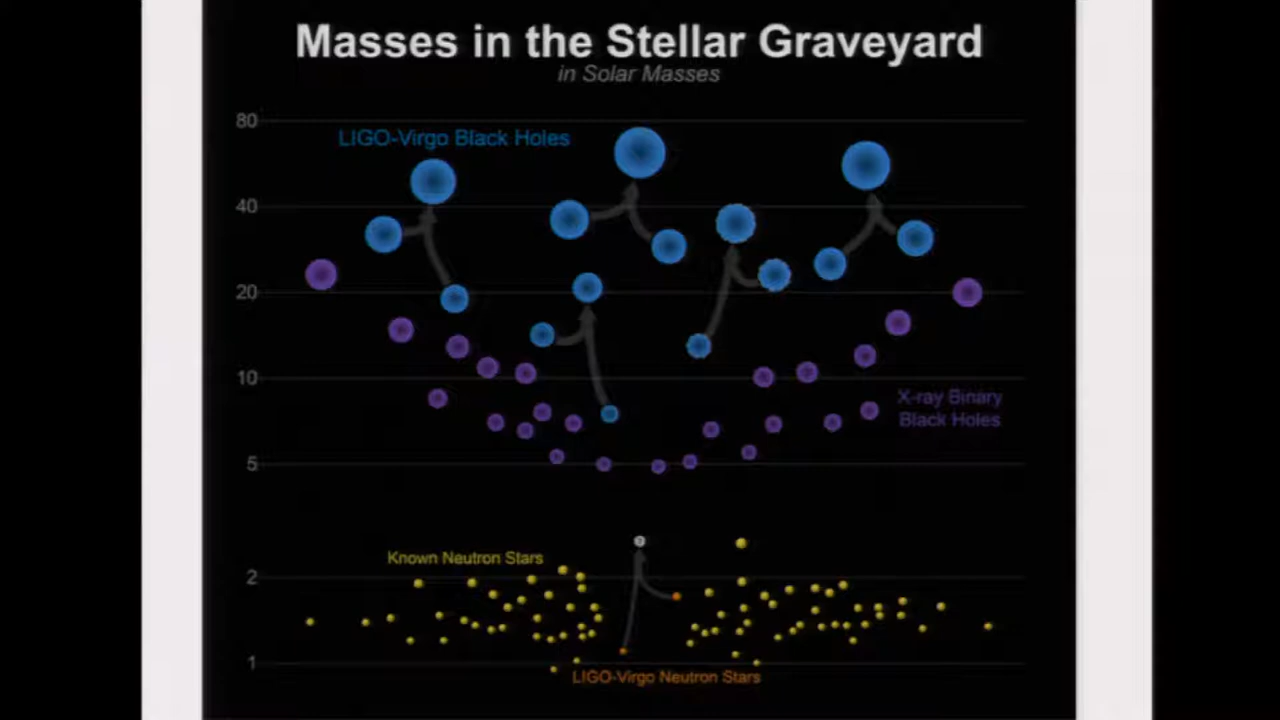 Masses in the Stellar Graveyard
in Solar Masses
80
LIGO-Virgo Black Holes
40
20
10
X-ray Binary
Black Holes
5
Known Neutron Stars
2
1
LIGO-Virgo Neutron Stars